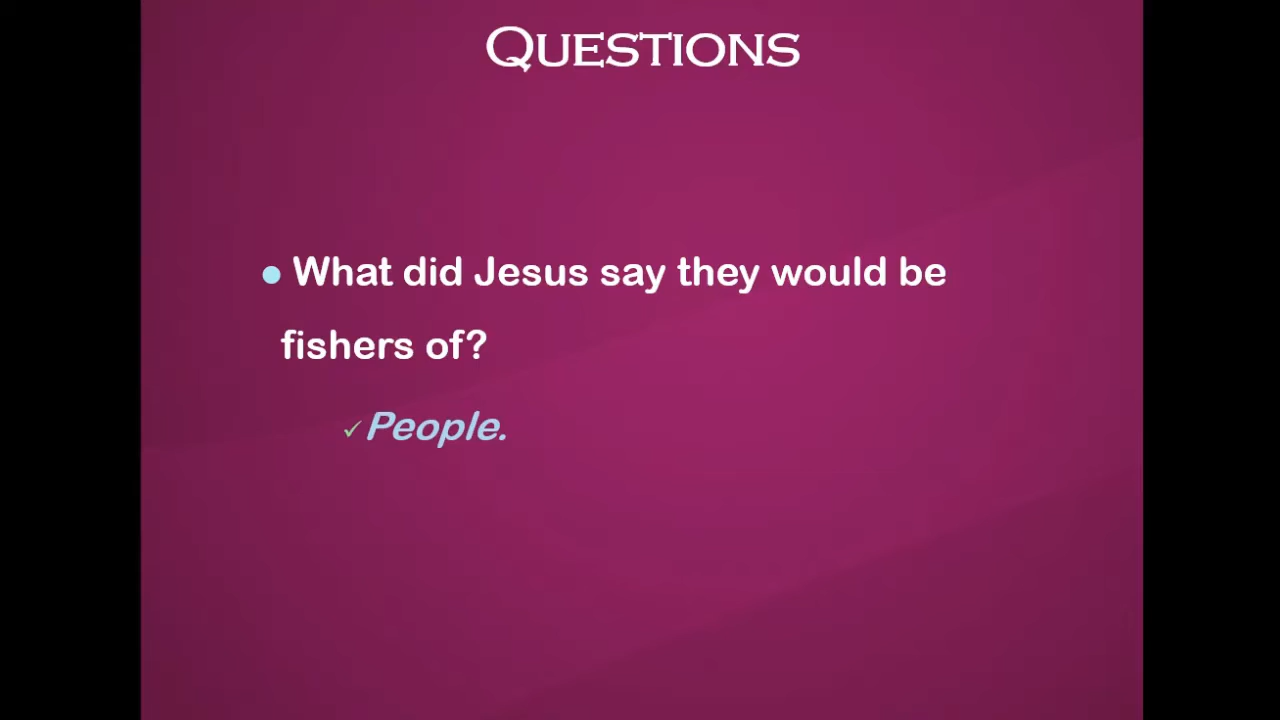 Questions
• What did Jesus say they would be
fishers of?
✓ People.